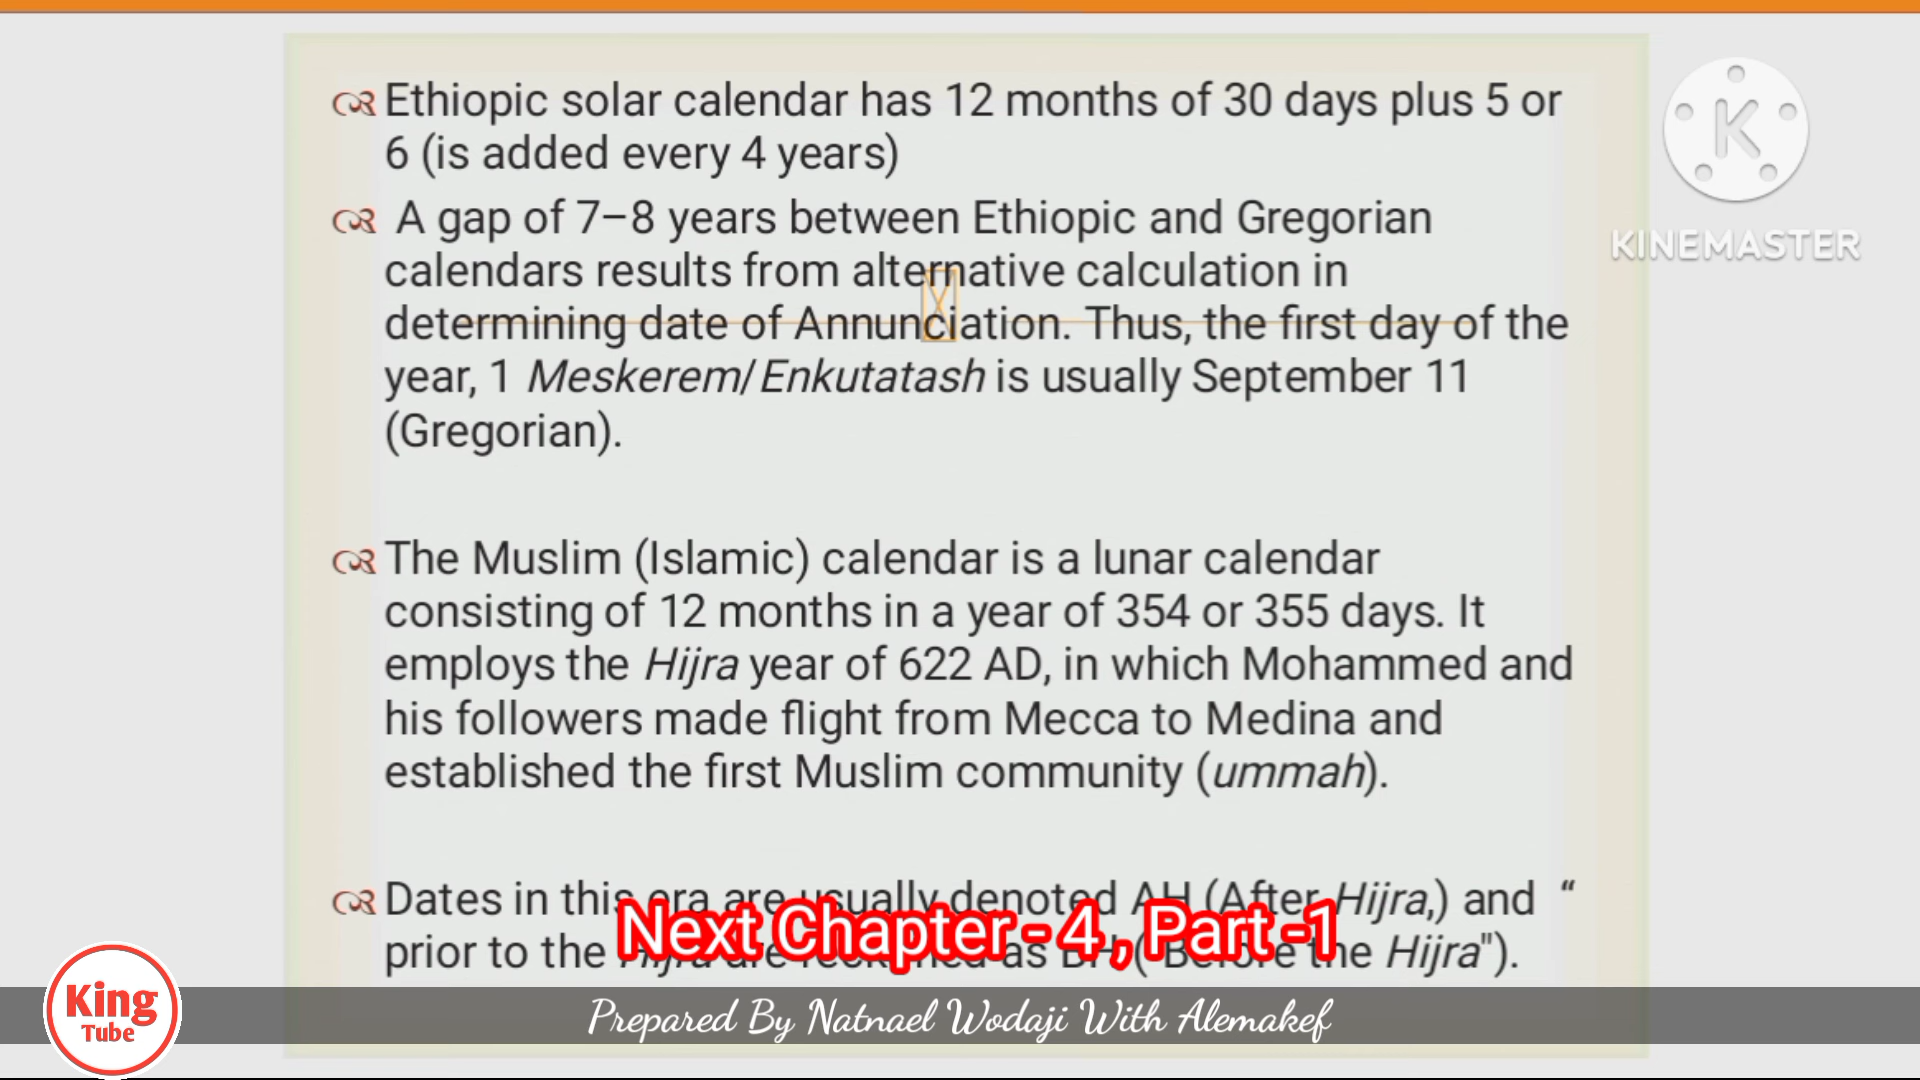 Ethiopic solar calendar has 12 months of 30 days plus 5 or
6 (is added every 4 years)
A gap of 7–8 years between Ethiopic and Gregorian
calendars results from alternative calculation in
determining date of Annunciation. Thus, the first day of the
year, 1 Meskerem/Enkutatash is usually September 11
(Gregorian).
The Muslim (Islamic) calendar is a lunar calendar
consisting of 12 months in a year of 354 or 355 days. It
employs the Hijra year of 622 AD, in which Mohammed and
his followers made flight from Mecca to Medina and
established the first Muslim community (ummah).
Dates in this era are usually denoted AH (After Hijra,) and “
prior to the Hijra are reckoned as BH ("Before the Hijra").
Next Chapter - 4 , Part -1
Prepared By Natnael Wodaji With Alemakef
King
Tube
K
KINEMASTER